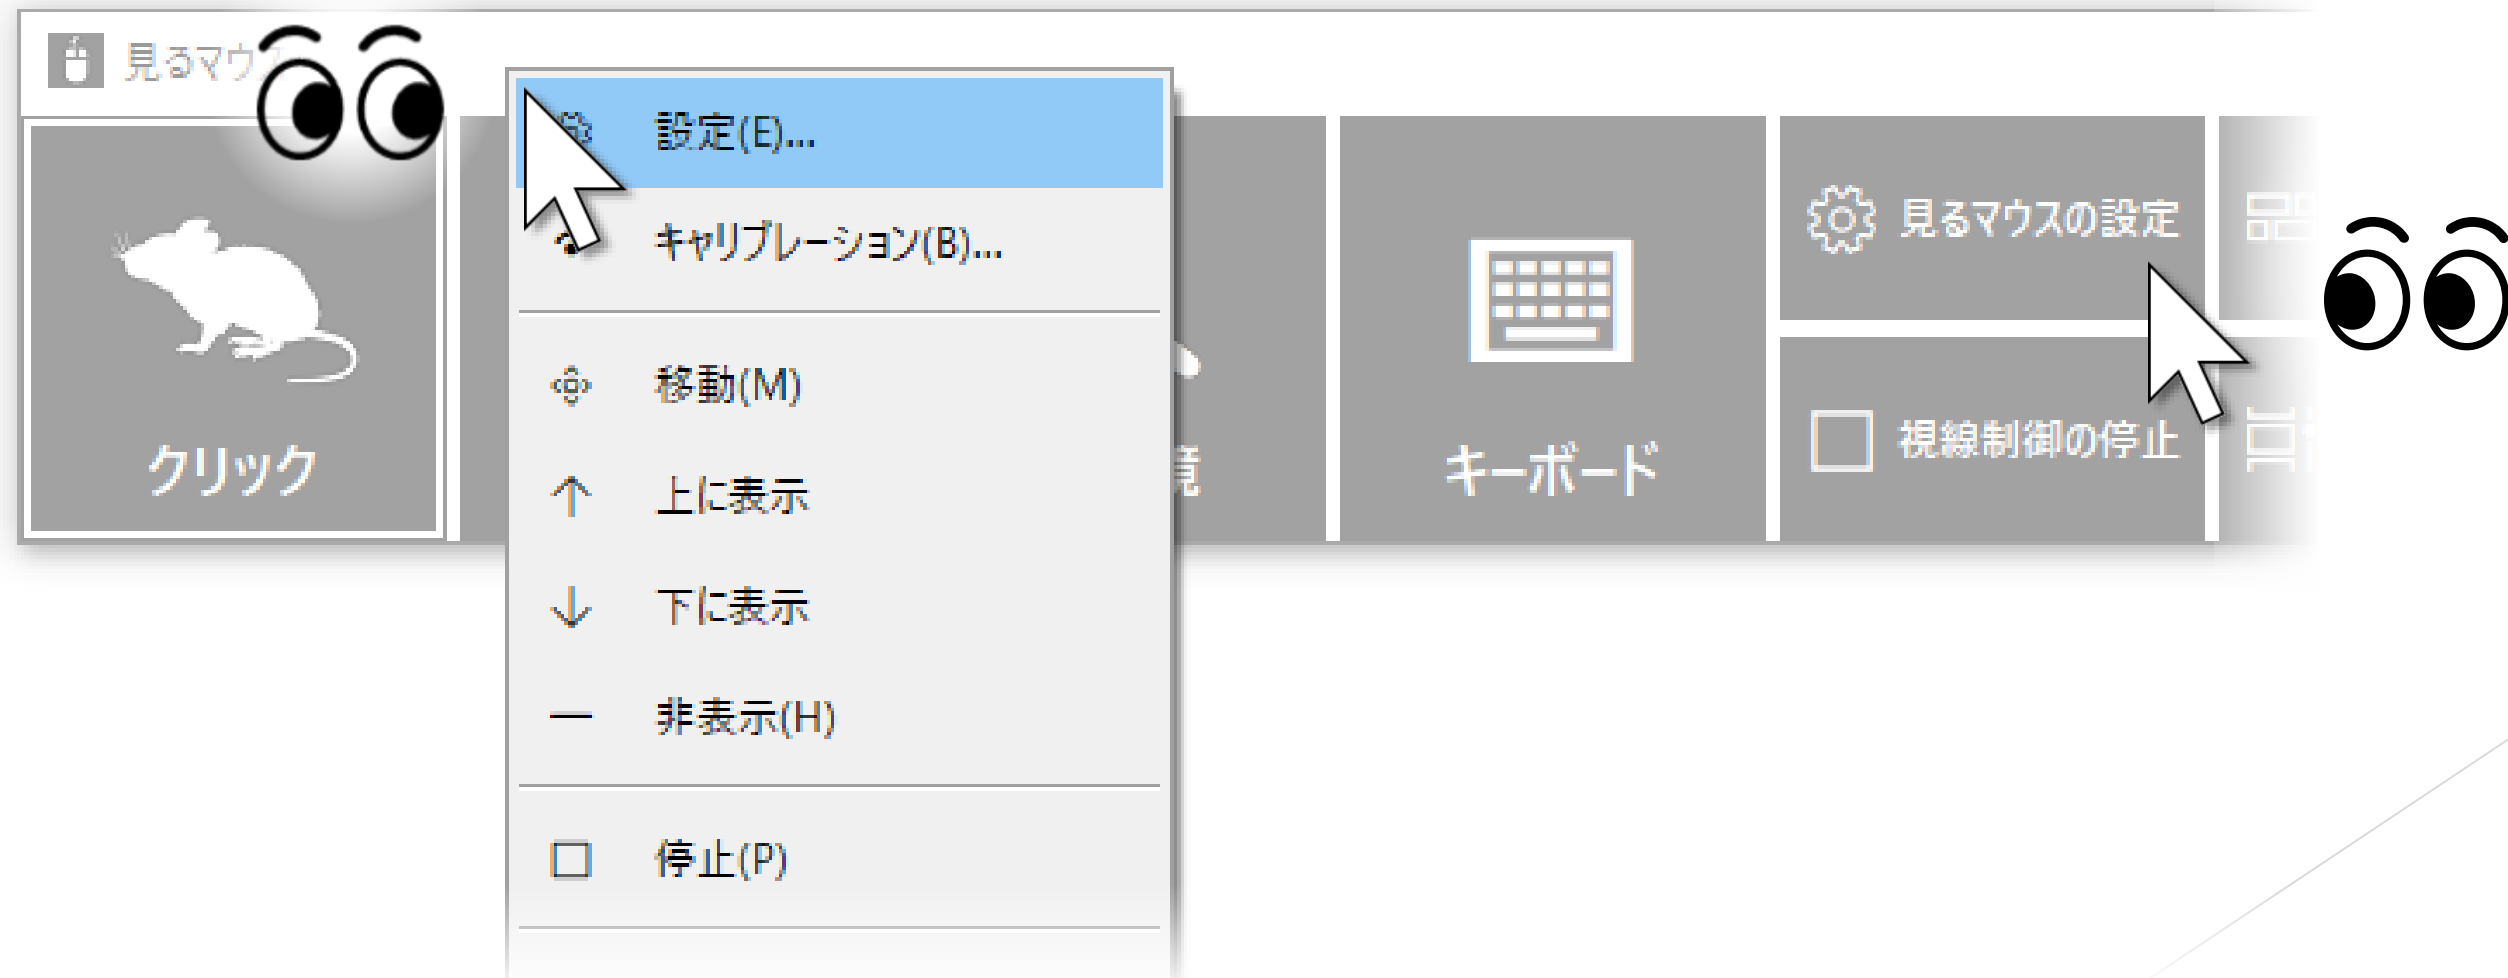 見るマウ
設定(E)...
キャリブレーション(B)...
移動(M)
上に表示
下に表示
非表示(H)
停止(P)
クリック
鏡
キーボード
見るマウスの設定
視線制御の停止